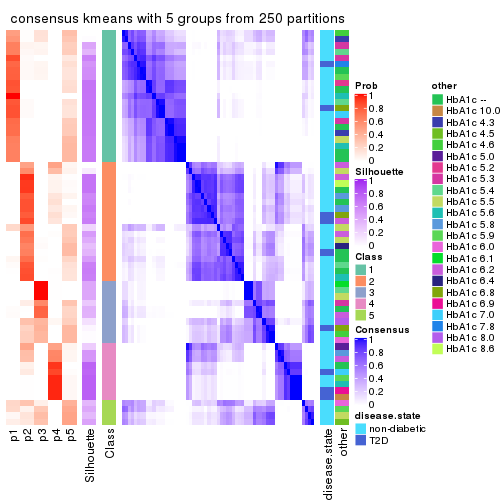 consensus kmeans with 5 groups from 250 partitions
Prob
1
0.8
0.6
0.4
0.2
0
Silhouette
1
0.8
0.6
0.4
0.2
0
Class
1
2
3
4
5
Consensus
1
0.8
0.6
0.4
0.2
0
disease.state
non-diabetic
T2D
other
HbA1c --
HbA1c 10.0
HbA1c 4.3
HbA1c 4.5
HbA1c 4.6
HbA1c 5.0
HbA1c 5.2
HbA1c 5.3
HbA1c 5.4
HbA1c 5.5
HbA1c 5.6
HbA1c 5.8
HbA1c 5.9
HbA1c 6.0
HbA1c 6.1
HbA1c 6.2
HbA1c 6.4
HbA1c 6.8
HbA1c 6.9
HbA1c 7.0
HbA1c 7.8
HbA1c 8.0
HbA1c 8.6
p1
p2
p3
p4
p5
Silhouette
Class
disease.state
other